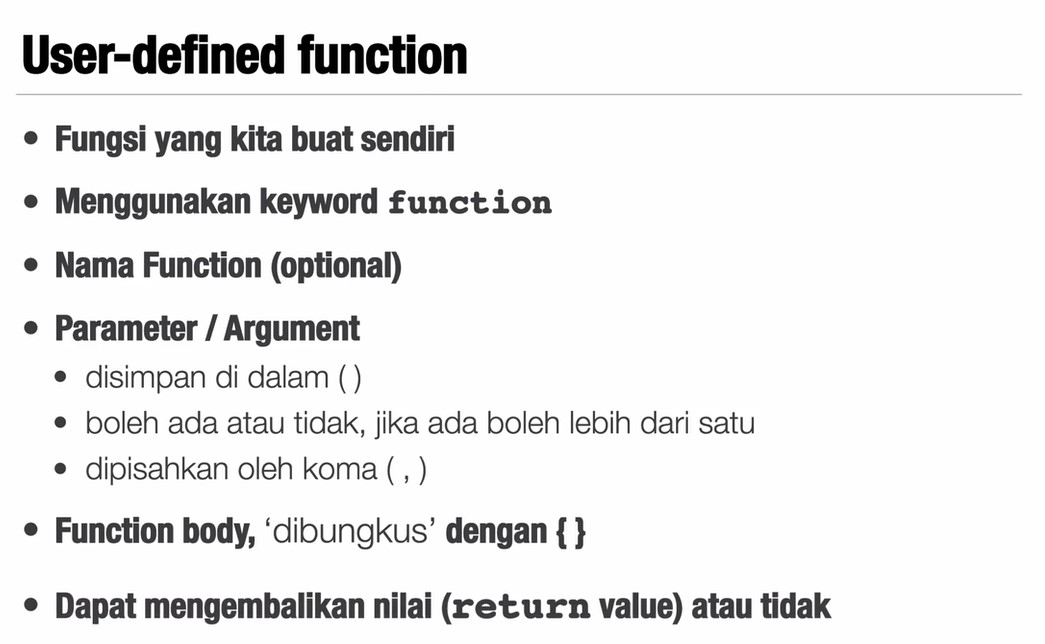 User-defined function
• Fungsi yang kita buat sendiri
• Menggunakan keyword function
• Nama Function (optional)
• Parameter / Argument
• disimpan di dalam ( )
• boleh ada atau tidak, jika ada boleh lebih dari satu
• dipisahkan oleh koma ( , )
• Function body, ‘dibungkus’ dengan { }
• Dapat mengembalikan nilai (return value) atau tidak